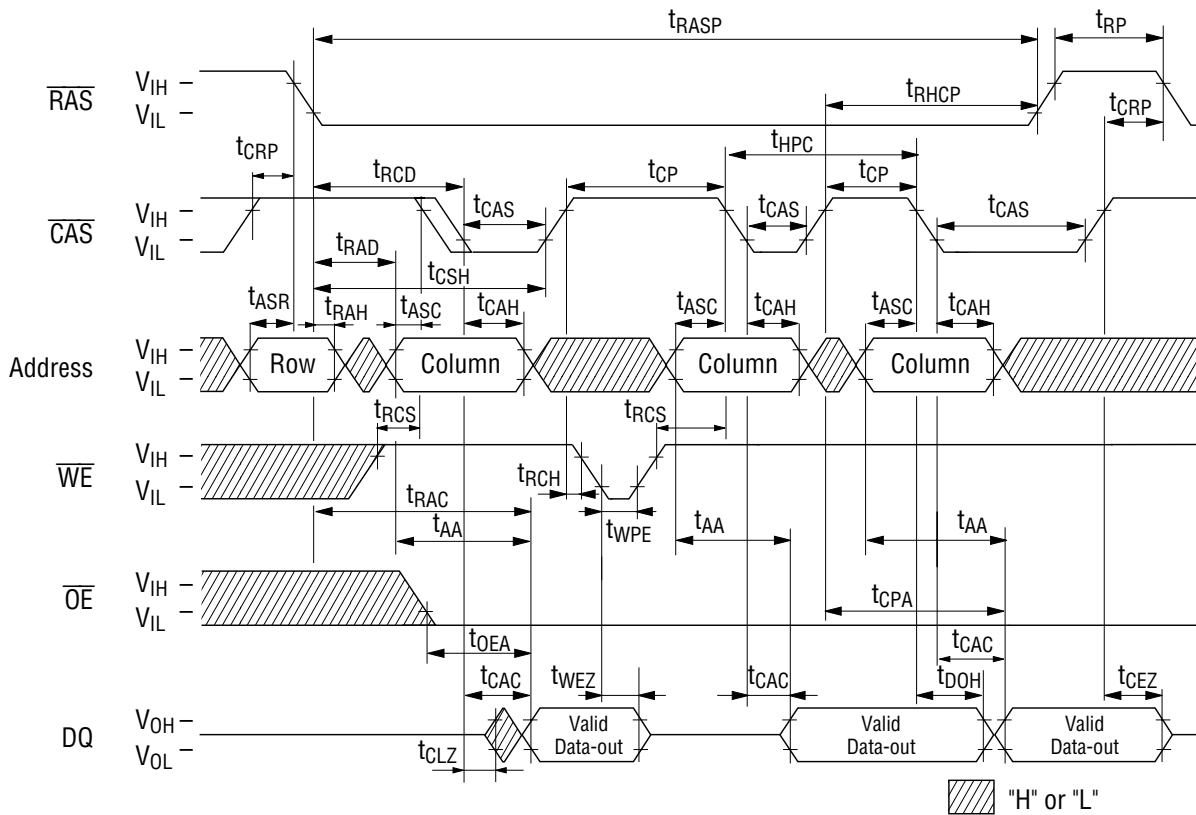 tRASP
tRP
RAS
VIH
VIL
tRHCP
tCRP
tCRP
tHPC
tRCD
tCP
tCP
CAS
VIH
VIL
tCAS
tCAS
tCAS
tRAD
tCSH
tASR
tRAH
tASC
tCAH
tASC
tCAH
tASC
tCAH
Address
VIH
VIL
Row
Column
Column
Column
tRCS
tRCS
WE
VIH
VIL
tRCH
tWPE
tRAC
tAA
tAA
tAA
OE
VIH
VIL
tCPA
tOEA
tCAC
tCAC
tWEZ
tCAC
tDOH
tCEZ
DQ
VOH
VOL
tCLZ
Valid
Data-out
Valid
Data-out
Valid
Data-out
"H" or "L"